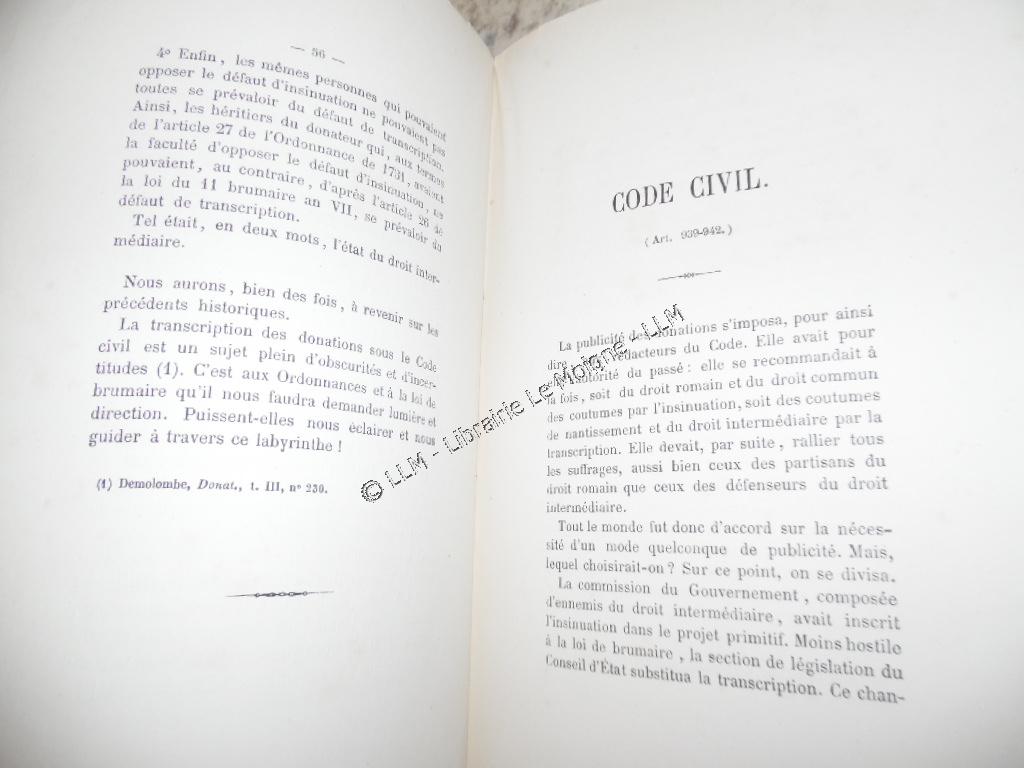 — 56 —
4° Enfin, les mêmes personnes qui pouvaient
opposer le défaut d'insinuation ne pouvaient pas
toutes se prévaloir du défaut de transcription.
Ainsi, les héritiers du donateur qui, aux termes
de l'article 27 de l'Ordonnance de 1731, avaient
la faculté d'opposer le défaut d'insinuation, ne
pouvaient, au contraire, d'après l'article 26 de
la loi du 11 brumaire an VII, se prévaloir du
défaut de transcription.
Tel était, en deux mots, l'état du droit inter-
médiaire.
Nous aurons, bien des fois, à revenir sur les
précédents historiques.
La transcription des donations sous le Code
civil est un sujet plein d'obscurités et d'incer-
titudes (1). C'est aux Ordonnances et à la loi de
brumaire qu'il nous faudra demander lumière et
direction. Puissent-elles nous éclairer et nous
guider à travers ce labyrinthe !
(1) Demolombe, Donat., t. III, n° 230.
CODE CIVIL.
(Art. 939-942.)
La publicité des donations s'imposa, pour ainsi
dire, rédacteurs du Code. Elle avait pour
l'autorité du passé : elle se recommandait à
la fois, soit du droit romain et du droit commun
des coutumes par l'insinuation, soit des coutumes
de nantissement et du droit intermédiaire par la
transcription. Elle devait, par suite, rallier tous
les suffrages, aussi bien ceux des partisans du
droit romain que ceux des défenseurs du droit
intermédiaire.
Tout le monde fut donc d'accord sur la néces-
sité d'un mode quelconque de publicité. Mais,
lequel choisirait-on ? Sur ce point, on se divisa.
La commission du Gouvernement, composée
d'ennemis du droit intermédiaire, avait inscrit
l'insinuation dans le projet primitif. Moins hostile
à la loi de brumaire, la section de législation du
Conseil d'État substitua la transcription. Ce chan-
© LLM - Librairie Le Moigne - LLM